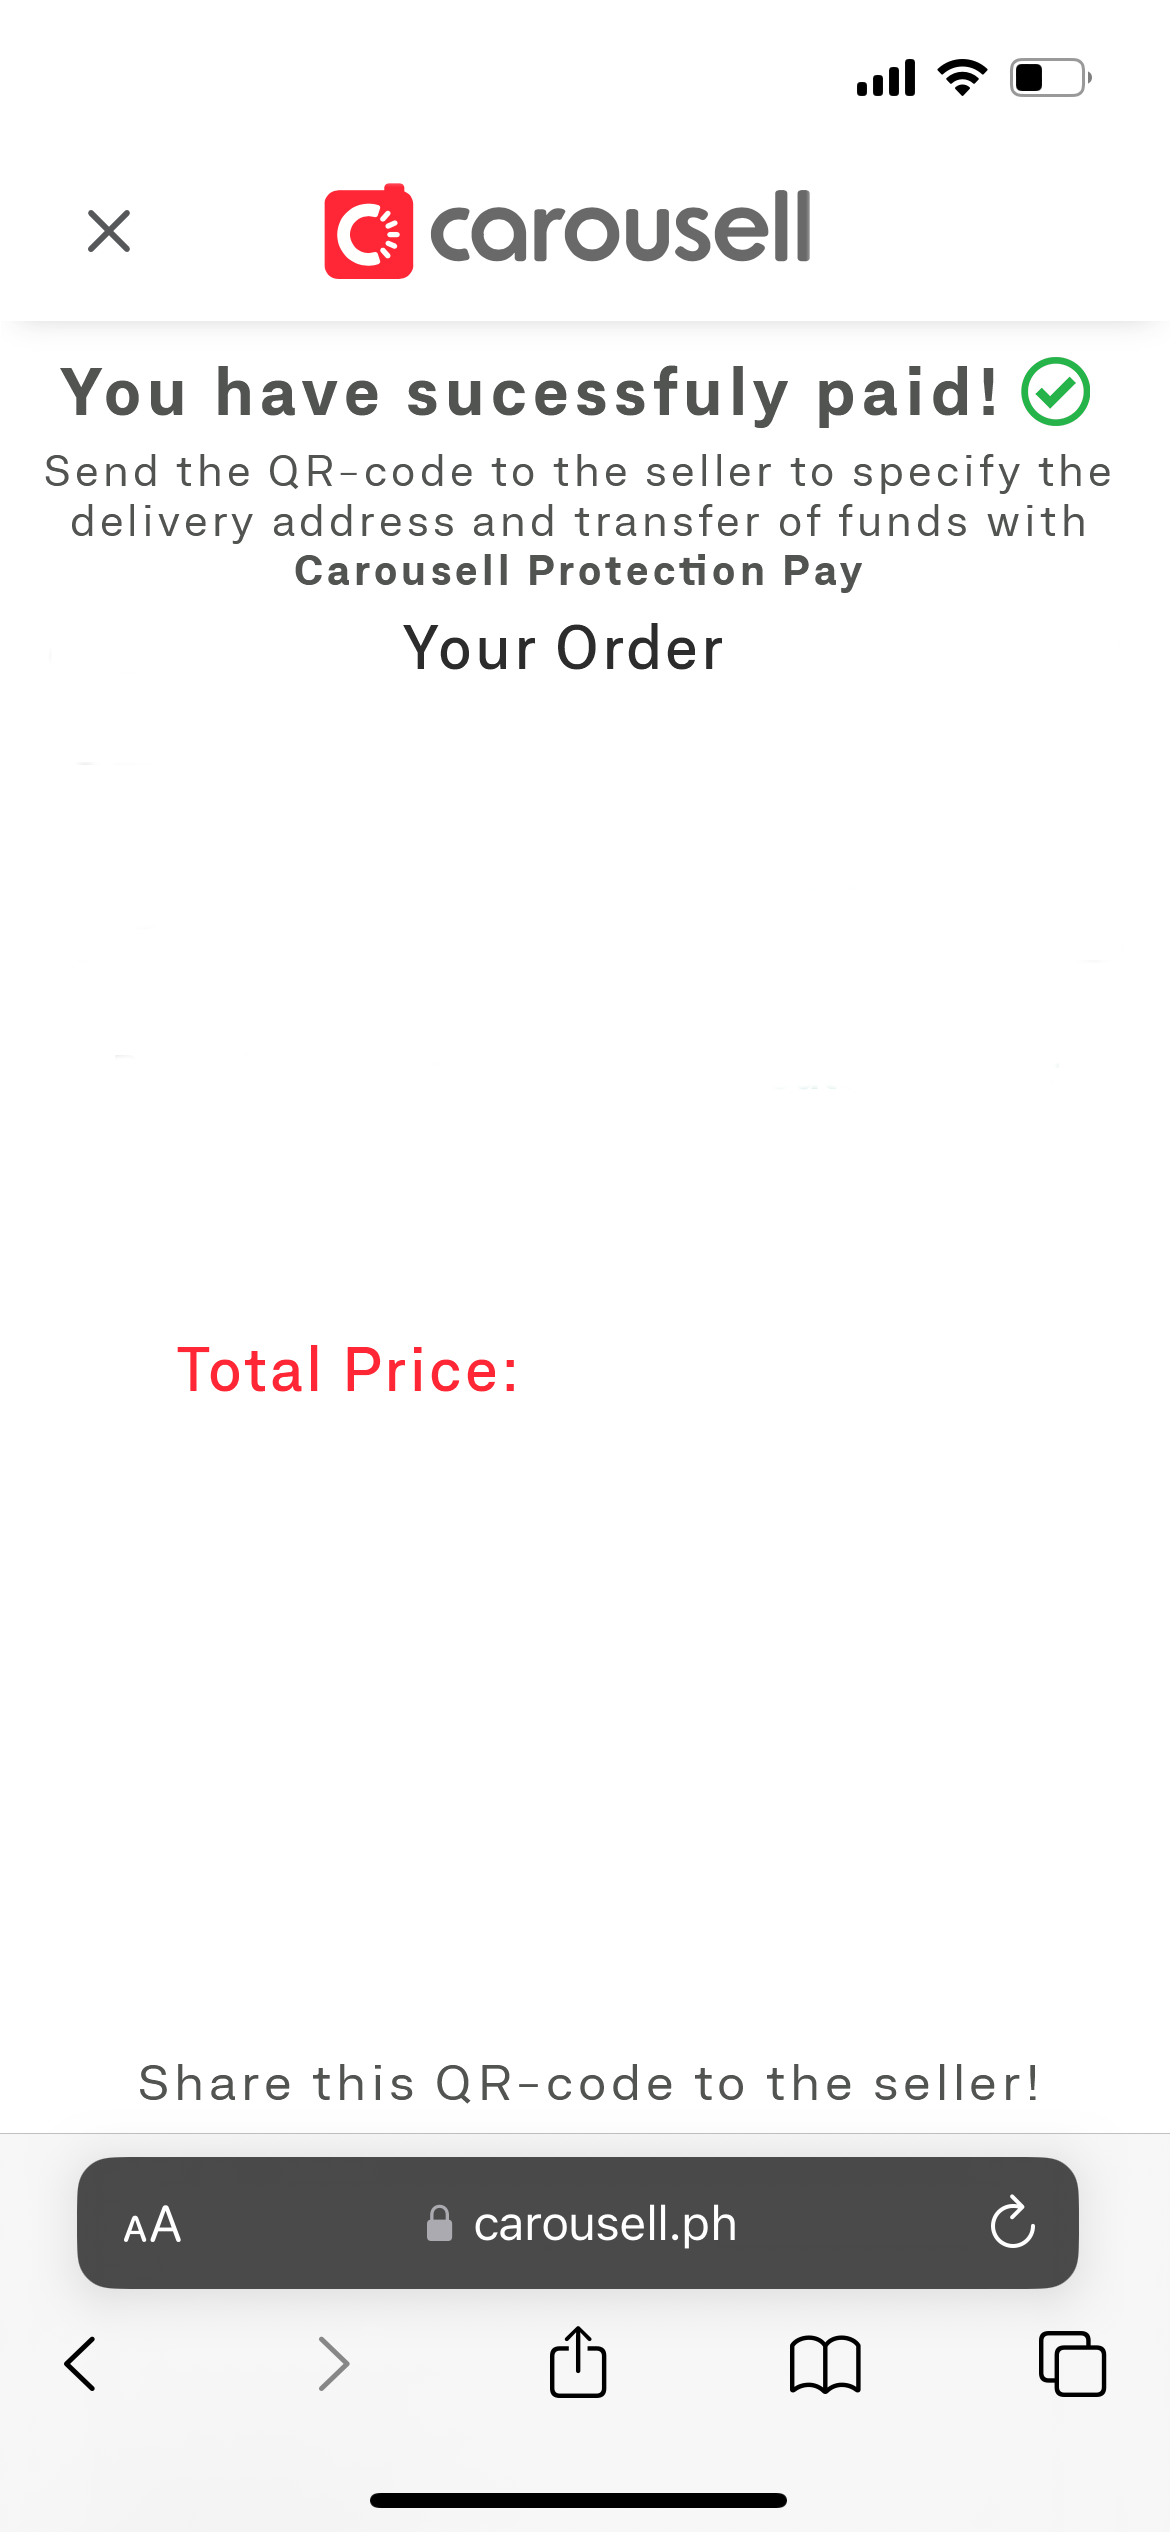 carousell
You have sucessfuly paid!
Send the QR-code to the seller to specify the
delivery address and transfer of funds with
Carousell Protection Pay
Your Order
Total Price:
Share this QR-code to the seller!
AA carousell.ph